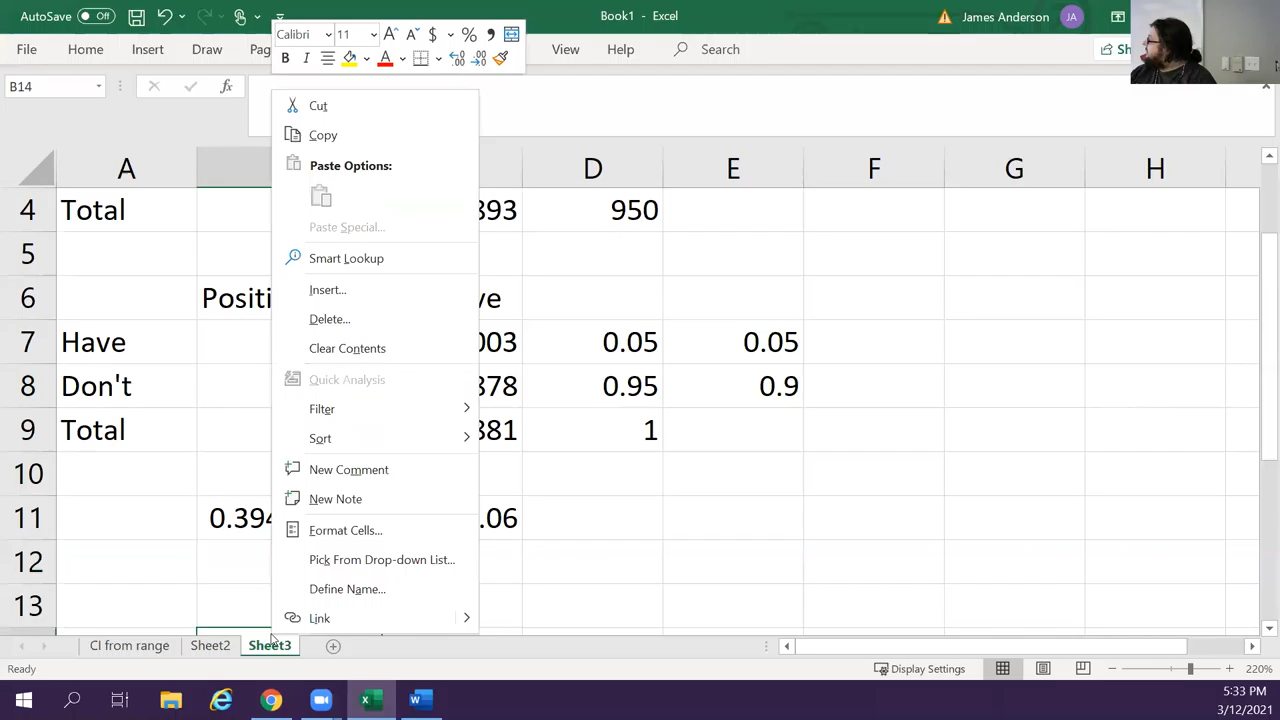 AutoSave Off Book1 - Excel James Anderson JA
File Home Insert Draw Pag View Help Search Sh
Calibri 11 $ % ,
B I A
B14 fx
Cut
Copy
Paste Options:
Paste Special...
Smart Lookup
Insert...
Delete...
Clear Contents
Quick Analysis
Filter
Sort
New Comment
New Note
Format Cells...
Pick From Drop-down List...
Define Name...
Link
A D E F G H
4 Total 893 950
5
6 Positi ve
7 Have 003 0.05 0.05
8 Don't 878 0.95 0.9
9 Total 881 1
10
11 0.394 .06
12
13
CI from range Sheet2 Sheet3
Ready Display Settings 220%
5:33 PM
3/12/2021